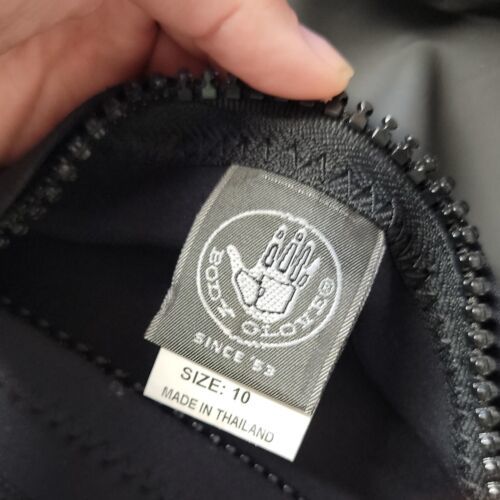 BODY GLOVE®
SINCE '53
SIZE: 10
MADE IN THAILAND